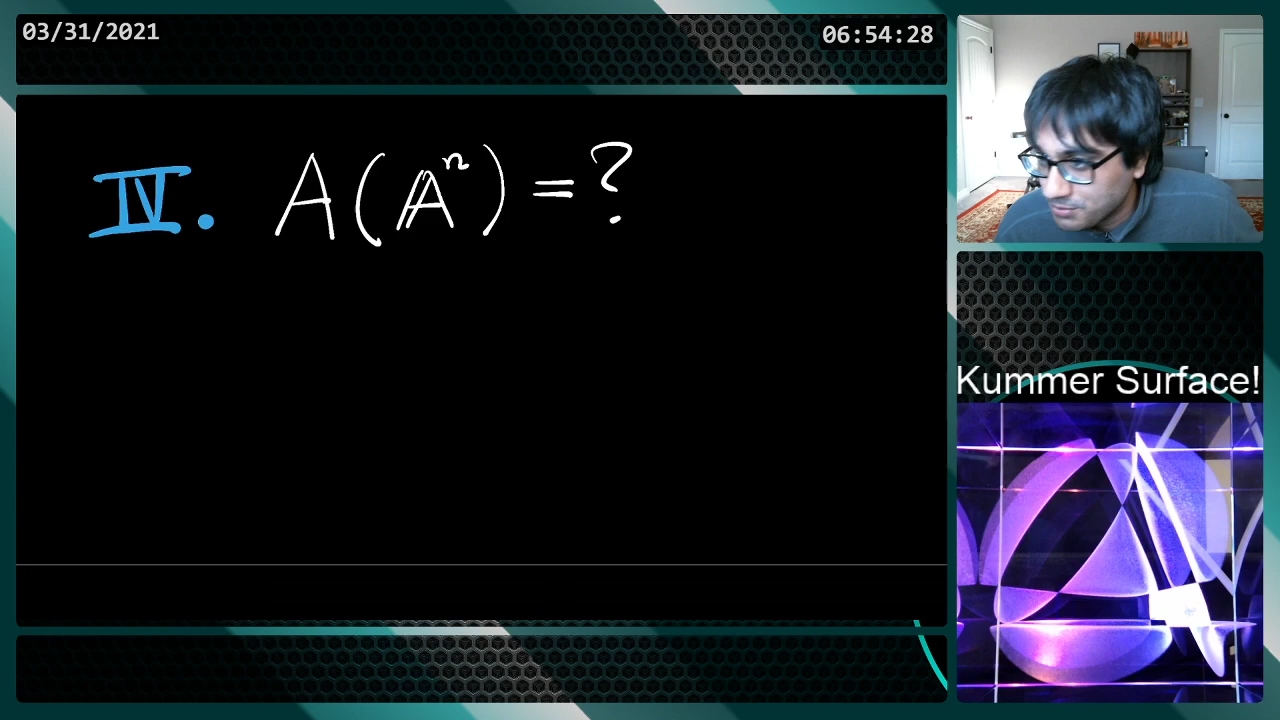 03/31/2021
06:54:28
IV. A(𝔸ⁿ) = ?
Kummer Surface!